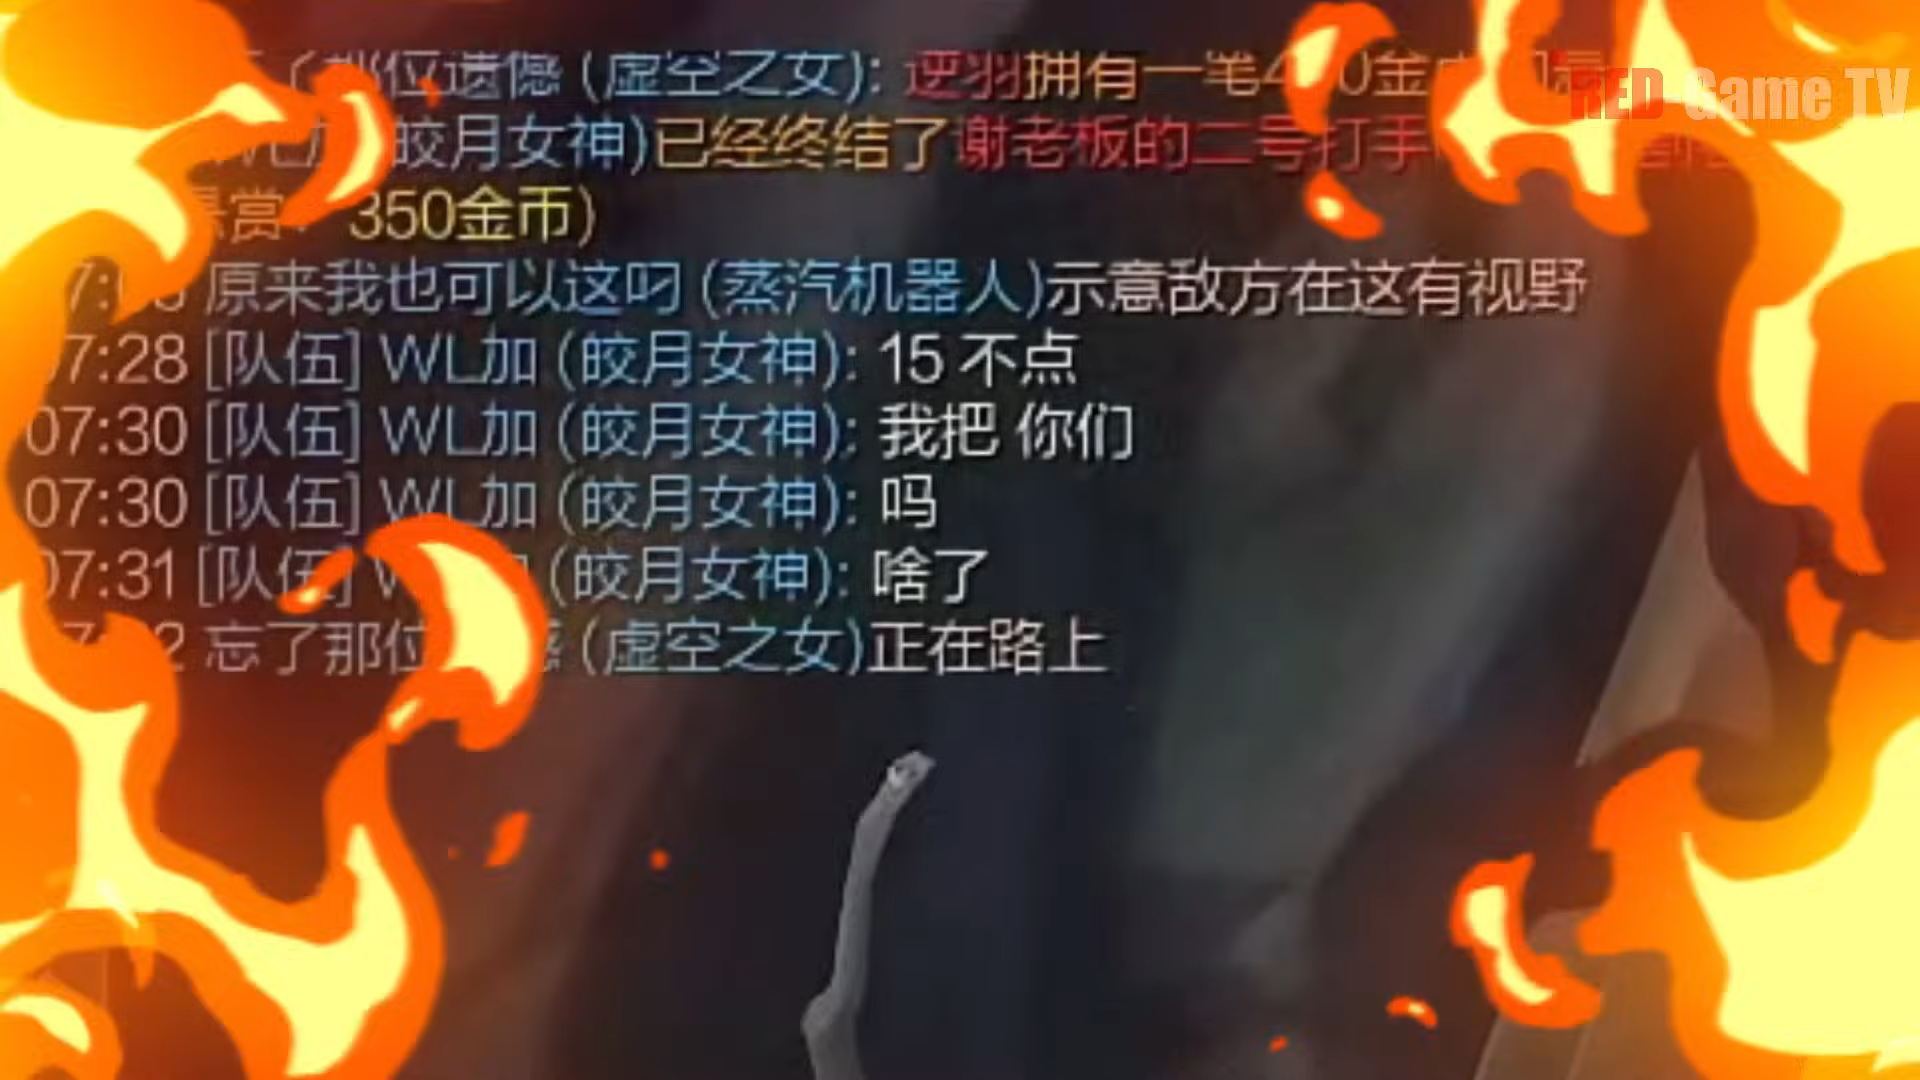 那位遗憾 (虚空之女): 逆羽拥有一笔
RED-Game TV
皎月女神)已经终结了谢老板的二号打手
赏: 350金币)
原来我也可以这叼 (蒸汽机器人)示意敌方在这有视野
7:28 [队伍] WL加 (皎月女神): 15 不点
07:30 [队伍] WL加 (皎月女神): 我把 你们
07:30 [队伍] WL加 (皎月女神): 吗
07:31 [队伍] (皎月女神): 啥了
忘了那位 (虚空之女)正在路上